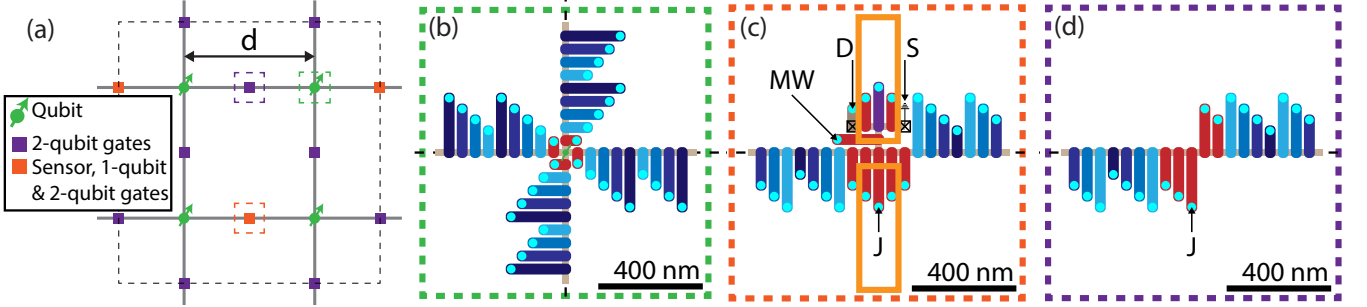 (a)
d
Qubit
2-qubit gates
Sensor, 1-qubit
& 2-qubit gates
(b)
400 nm
(c)
D
S
MW
J
400 nm
(d)
J
400 nm